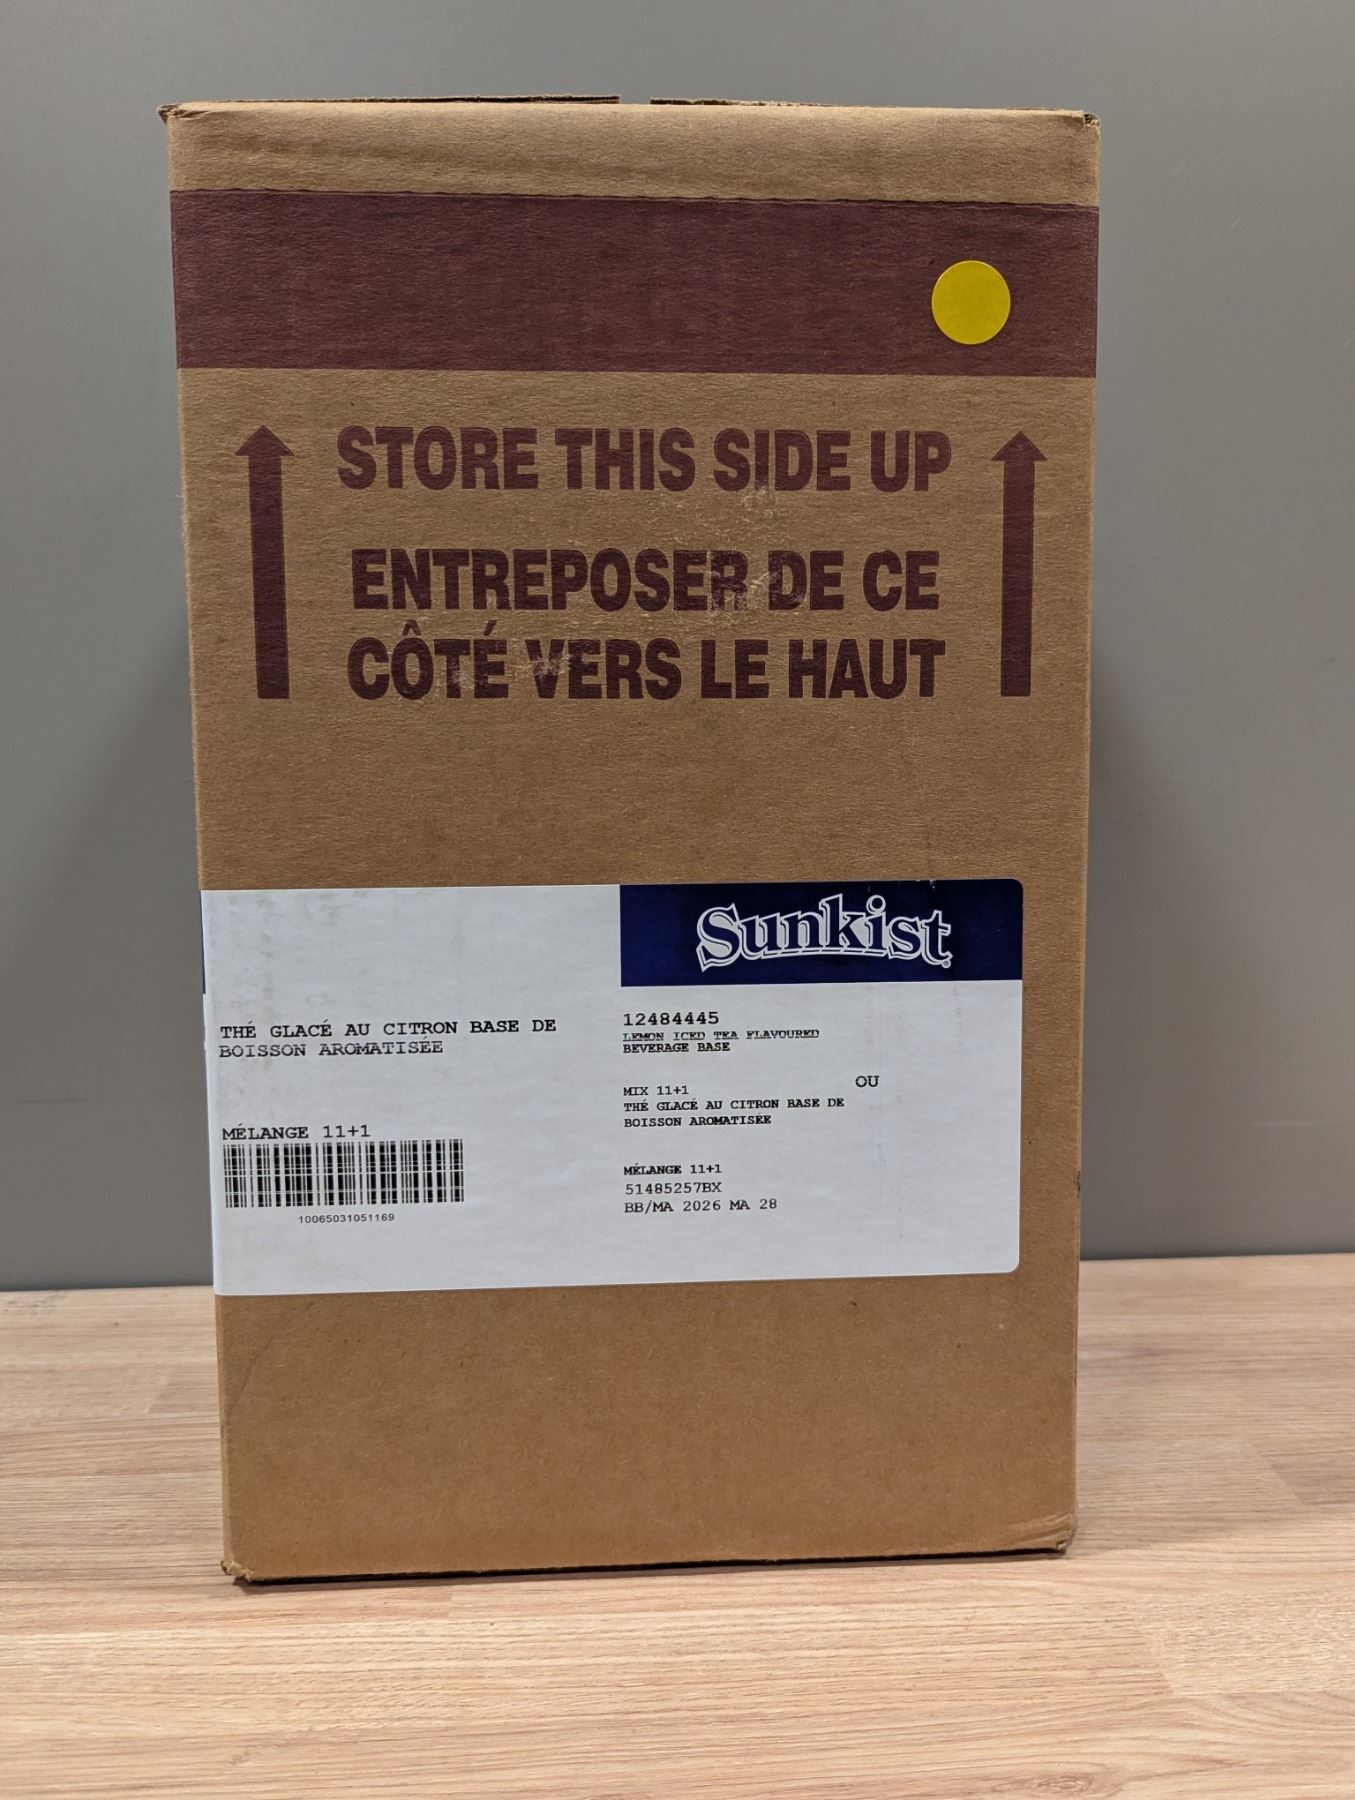 STORE THIS SIDE UP
ENTREPOSER DE CE
CÔTÉ VERS LE HAUT
Sunkist
THÉ GLACÉ AU CITRON BASE DE
BOISSON AROMATISÉE
MÉLANGE 11+1
10065031051169
12484445
LEMON ICED TEA FLAVOURED
BEVERAGE BASE
OU
MIX 11+1
THÉ GLACÉ AU CITRON BASE DE
BOISSON AROMATISÉE
MÉLANGE 11+1
51485257BX
BB/MA 2026 MA 28